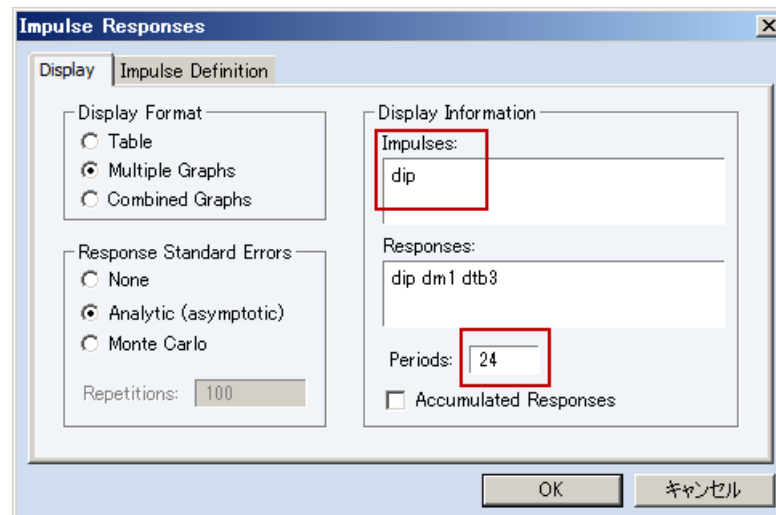 Impulse Responses
Display
Impulse Definition
Display Format
Table
Multiple Graphs
Combined Graphs
Response Standard Errors
None
Analytic (asymptotic)
Monte Carlo
Repetitions: 100
Display Information
Impulses:
dip
Responses:
dip dm1 dtb3
Periods: 24
Accumulated Responses
OK
キャンセル